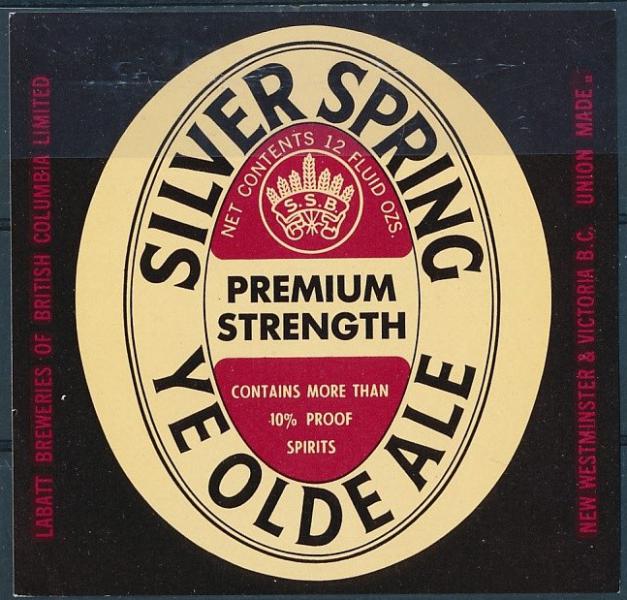 SILVER SPRING
NET CONTENTS 12 FLUID OZS.
S.S.B
PREMIUM
STRENGTH
CONTAINS MORE THAN
10% PROOF
SPIRITS
YE OLDE ALE
LABATT BREWERIES OF BRITISH COLUMBIA LIMITED
NEW WESTMINSTER & VICTORIA B.C. UNION MADE